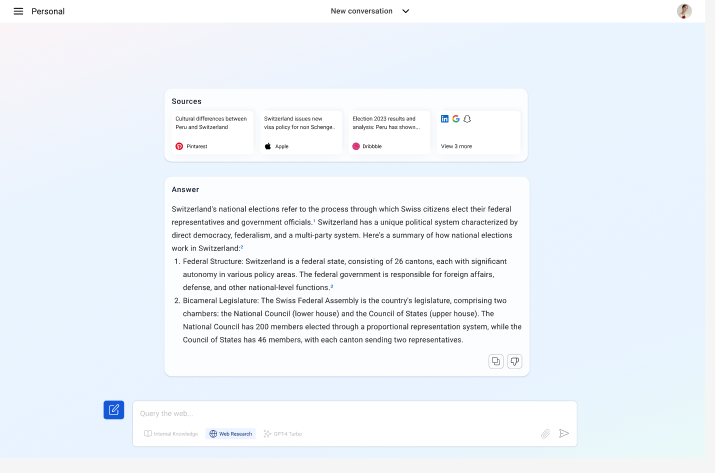 Personal
New conversation
Sources
Cultural differences between
Peru and Switzerland
Pintarest
Switzerland issues new
visa policy for non Schenge..
Apple
Election 2023 results and
analysis: Peru has shown...
Dribbble
View 3 more
Answer
Switzerland's national elections refer to the process through which Swiss citizens elect their federal
representatives and government officials.¹ Switzerland has a unique political system characterized by
direct democracy, federalism, and a multi-party system. Here's a summary of how national elections
work in Switzerland:²
1. Federal Structure: Switzerland is a federal state, consisting of 26 cantons, each with significant
autonomy in various policy areas. The federal government is responsible for foreign affairs,
defense, and other national-level functions.³
2. Bicameral Legislature: The Swiss Federal Assembly is the country's legislature, comprising two
chambers: the National Council (lower house) and the Council of States (upper house). The
National Council has 200 members elected through a proportional representation system, while the
Council of States has 46 members, with each canton sending two representatives.
Query the web...
Internal Knowledge
Web Research
GPT-4 Turbo